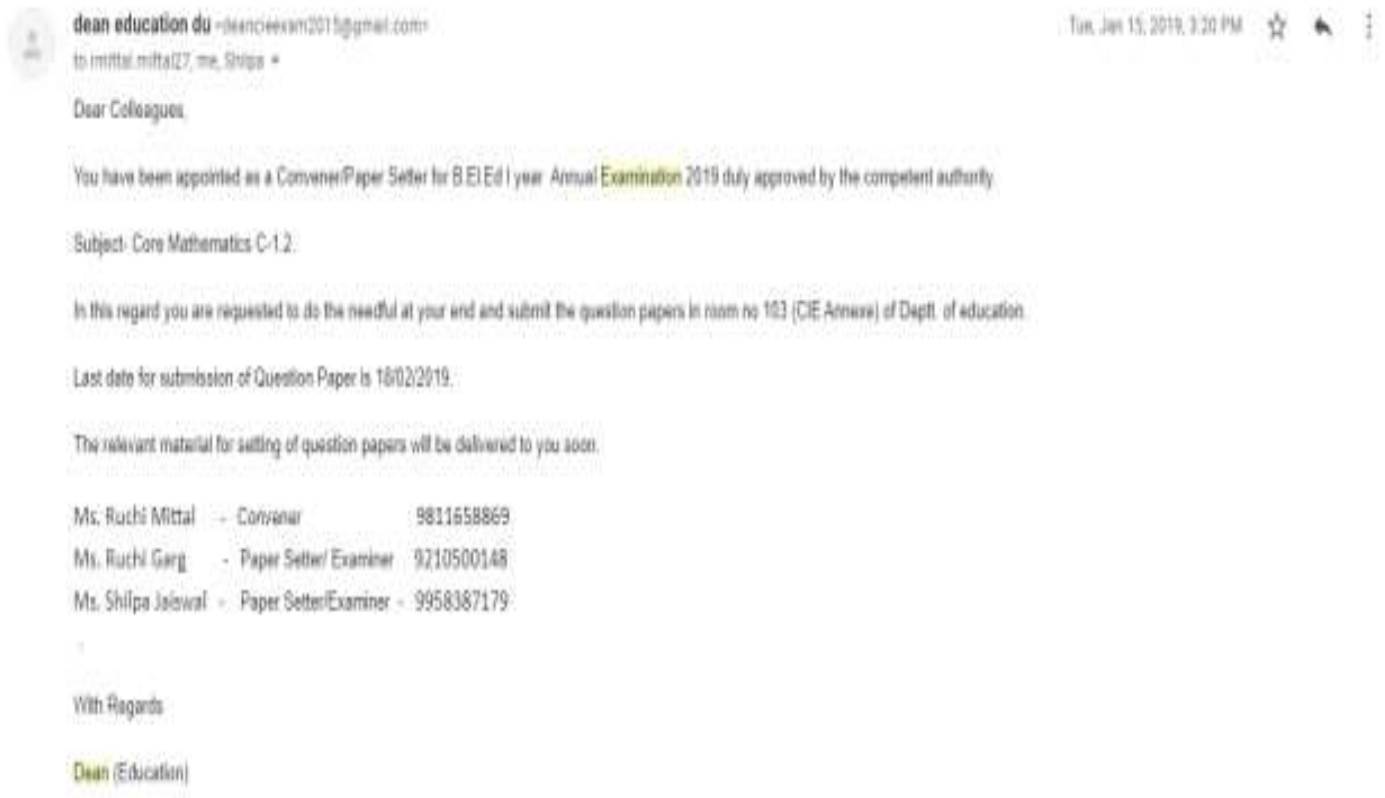 dean education du <deancieexam2015@gmail.com>
Tue, Jan 15, 2019, 3:20 PM
to rmittal.mittal27, me, Shilpa
Dear Colleagues,
You have been appointed as a Convener/Paper Setter for B.El.Ed I year Annual Examination 2019 duly approved by the competent authority.
Subject- Core Mathematics C-1.2.
In this regard you are requested to do the needful at your end and submit the question papers in room no 103 (CIE Annexe) of Deptt. of education.
Last date for submission of Question Paper is 18/02/2019.
The relevant material for setting of question papers will be delivered to you soon.
Ms. Ruchi Mittal - Convener 9811658869
Ms. Ruchi Garg - Paper Setter/ Examiner 9210500148
Ms. Shilpa Jaiswal - Paper Setter/Examiner - 9958387179
With Regards
Dean (Education)